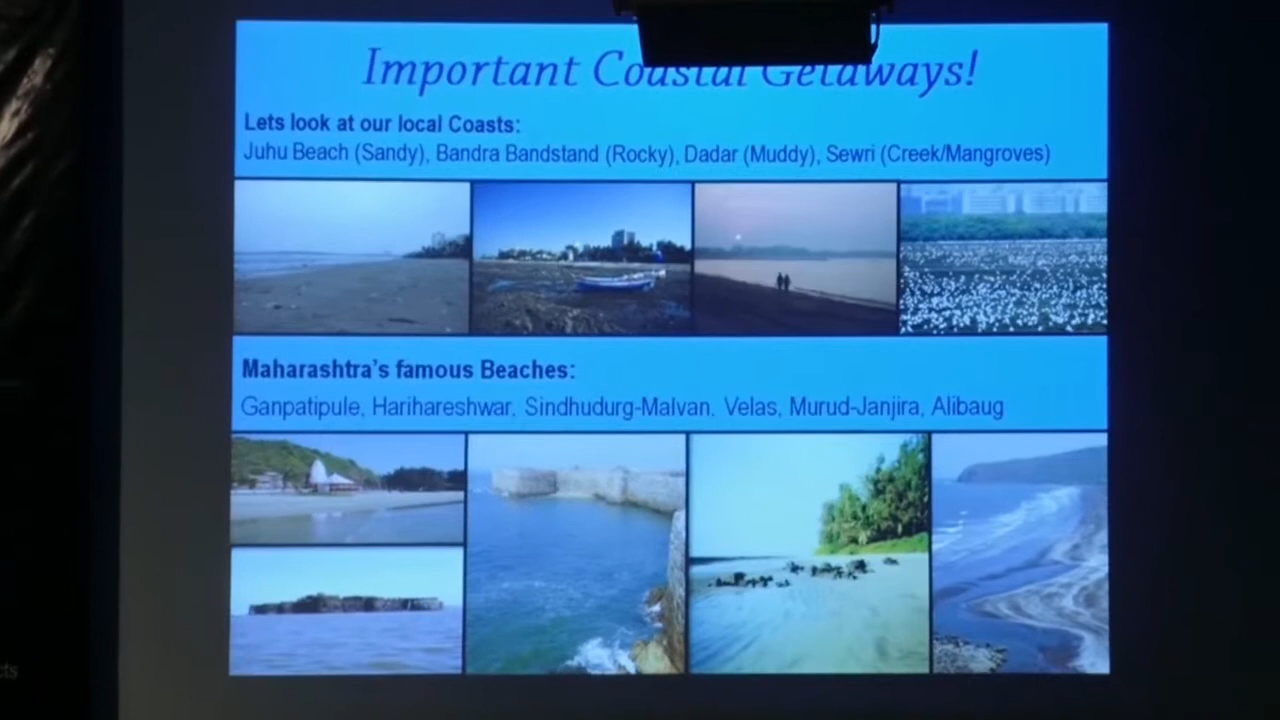 Important Coastal Getaways!
Lets look at our local Coasts:
Juhu Beach (Sandy), Bandra Bandstand (Rocky), Dadar (Muddy), Sewri (Creek/Mangroves)
Maharashtra's famous Beaches:
Ganpatipule, Harihareshwar, Sindhudurg-Malvan, Velas, Murud-Janjira, Alibaug